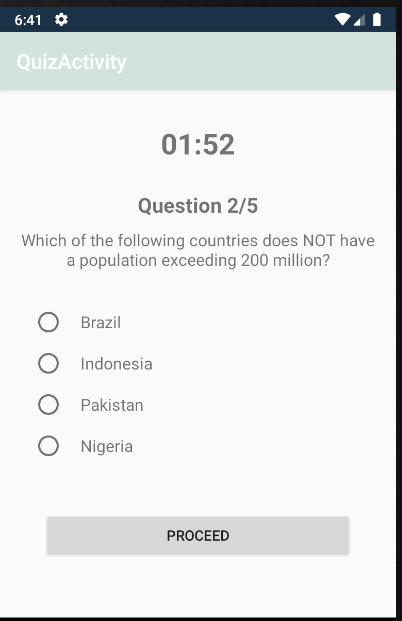 6:41
QuizActivity
01:52
Question 2/5
Which of the following countries does NOT have
a population exceeding 200 million?
Brazil
Indonesia
Pakistan
Nigeria
PROCEED